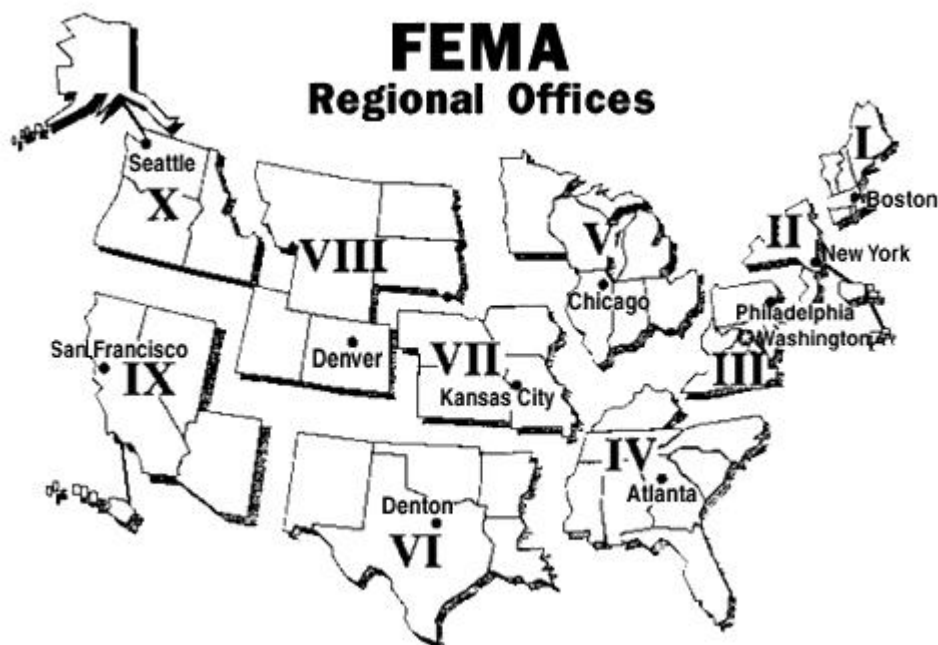 FEMA
Regional Offices
I
Boston
Seattle
X
II
New York
VIII
V
Chicago
Philadelphia
Washington
III
San Francisco
IX
Denver
VII
Kansas City
IV
Atlanta
Denton
VI